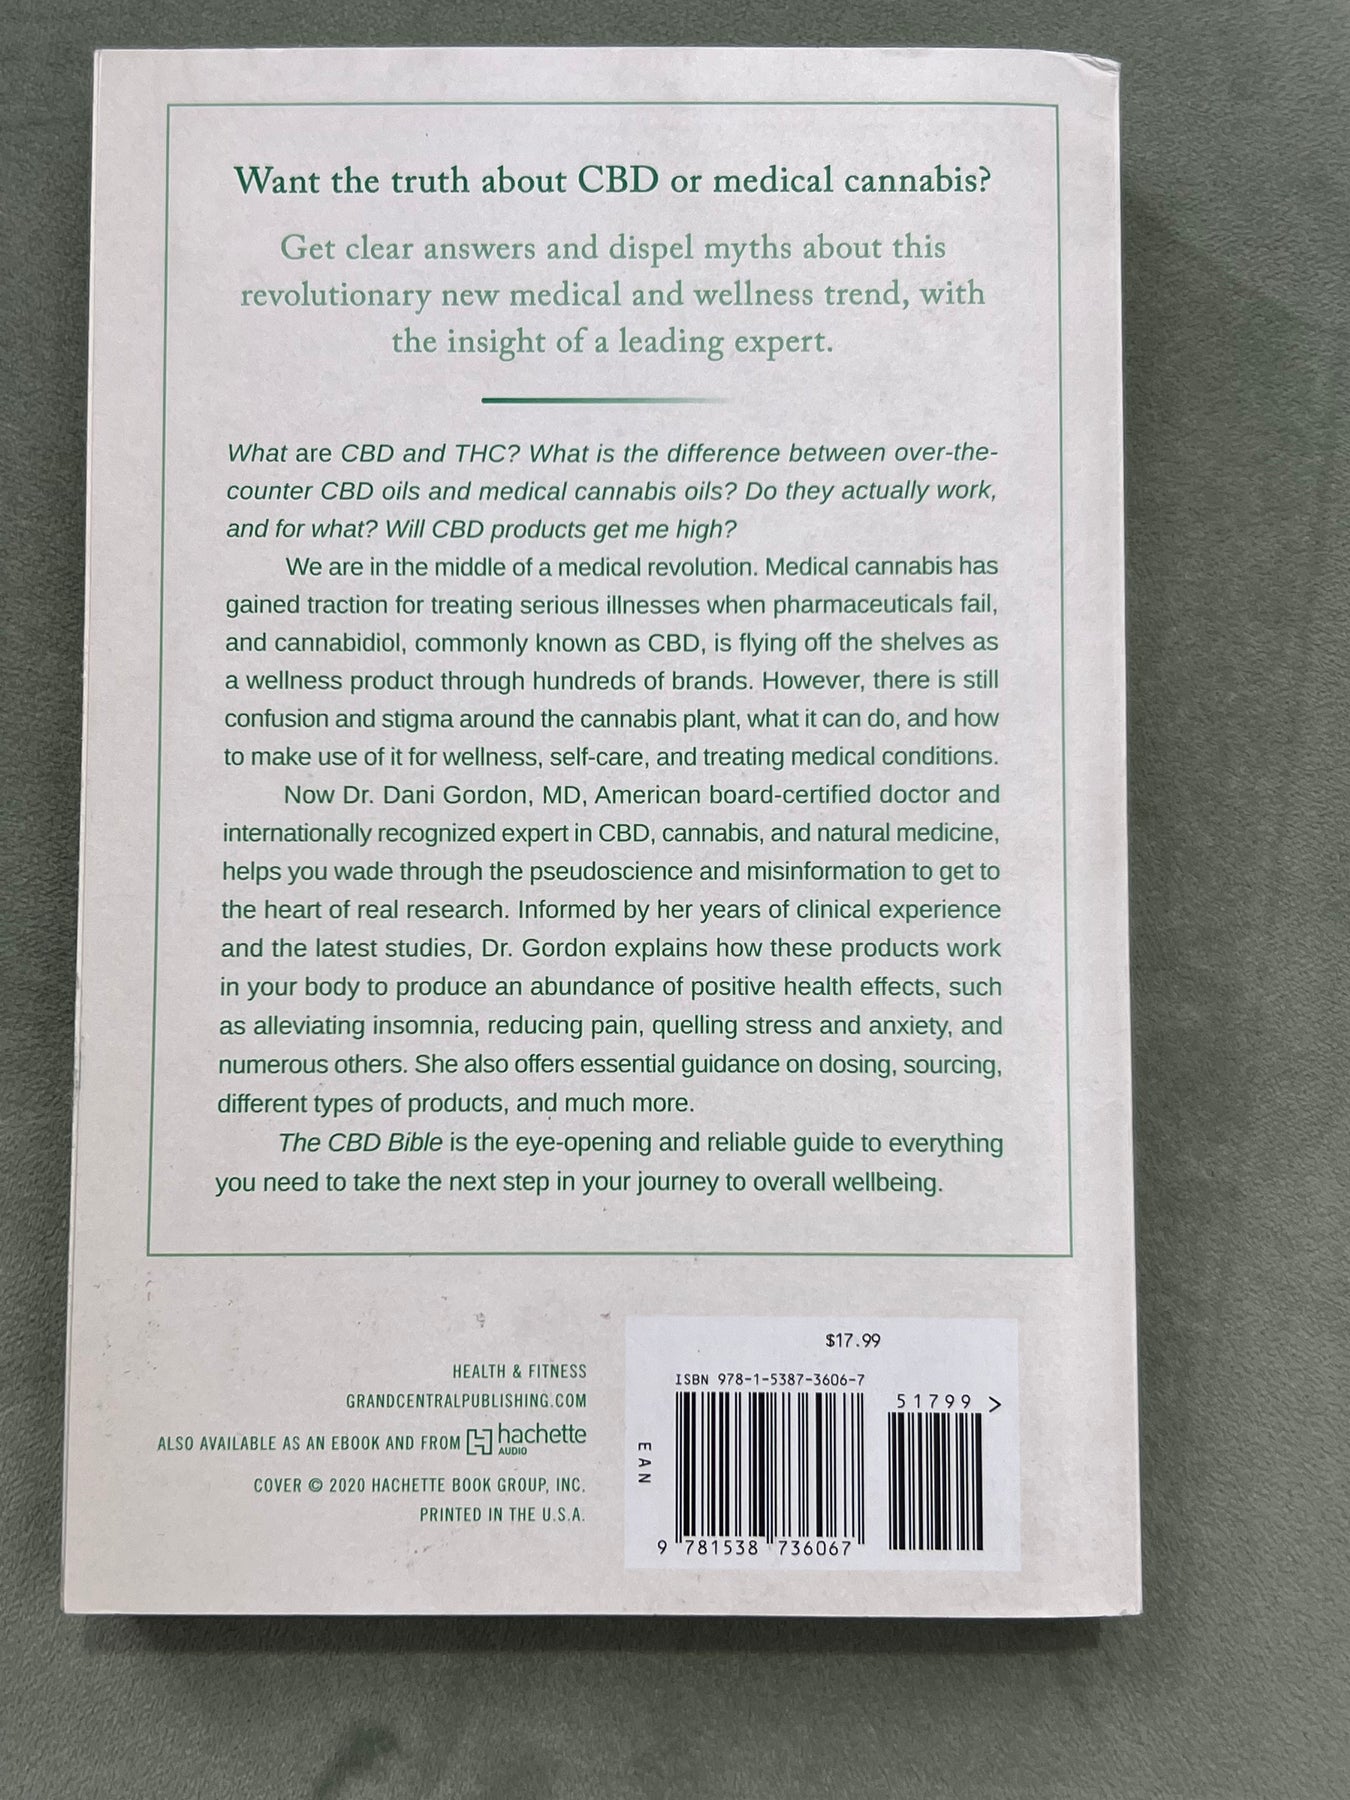 Want the truth about CBD or medical cannabis?
Get clear answers and dispel myths about this
revolutionary new medical and wellness trend, with
the insight of a leading expert.
What are CBD and THC? What is the difference between over-the-
counter CBD oils and medical cannabis oils? Do they actually work,
and for what? Will CBD products get me high?
We are in the middle of a medical revolution. Medical cannabis has
gained traction for treating serious illnesses when pharmaceuticals fail,
and cannabidiol, commonly known as CBD, is flying off the shelves as
a wellness product through hundreds of brands. However, there is still
confusion and stigma around the cannabis plant, what it can do, and how
to make use of it for wellness, self-care, and treating medical conditions.
Now Dr. Dani Gordon, MD, American board-certified doctor and
internationally recognized expert in CBD, cannabis, and natural medicine,
helps you wade through the pseudoscience and misinformation to get to
the heart of real research. Informed by her years of clinical experience
and the latest studies, Dr. Gordon explains how these products work
in your body to produce an abundance of positive health effects, such
as alleviating insomnia, reducing pain, quelling stress and anxiety, and
numerous others. She also offers essential guidance on dosing, sourcing,
different types of products, and much more.
The CBD Bible is the eye-opening and reliable guide to everything
you need to take the next step in your journey to overall wellbeing.
HEALTH & FITNESS
GRANDCENTRALPUBLISHING.COM
ALSO AVAILABLE AS AN EBOOK AND FROM hachette AUDIO
COVER © 2020 HACHETTE BOOK GROUP, INC.
PRINTED IN THE U.S.A.
$17.99
ISBN 978-1-5387-3606-7
51799 >
EAN
9 781538 736067